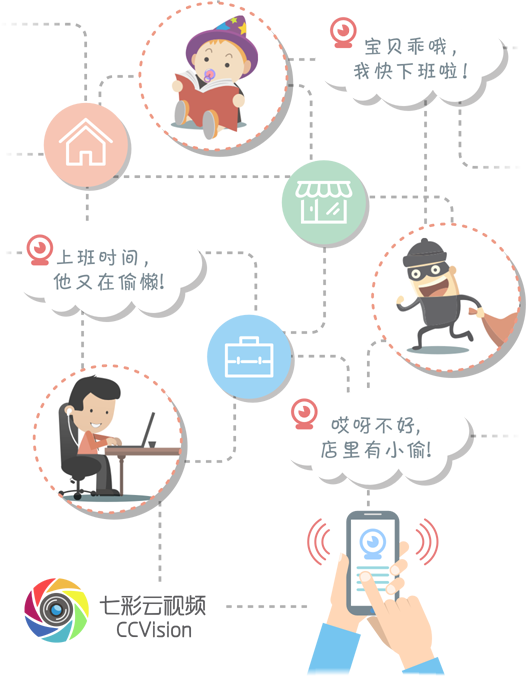 宝贝乖哦,
我快下班啦!
上班时间,
他又在偷懒!
哎呀不好,
店里有小偷!
七彩云视频
CCVision